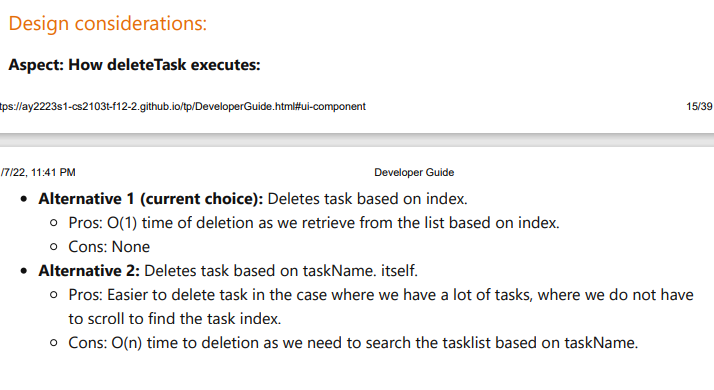 Design considerations:
Aspect: How deleteTask executes:
tps://ay2223s1-cs2103t-f12-2.github.io/tp/DeveloperGuide.html#ui-component 15/39
/7/22, 11:41 PM Developer Guide
• Alternative 1 (current choice): Deletes task based on index.
◦ Pros: O(1) time of deletion as we retrieve from the list based on index.
◦ Cons: None
• Alternative 2: Deletes task based on taskName. itself.
◦ Pros: Easier to delete task in the case where we have a lot of tasks, where we do not have
to scroll to find the task index.
◦ Cons: O(n) time to deletion as we need to search the tasklist based on taskName.